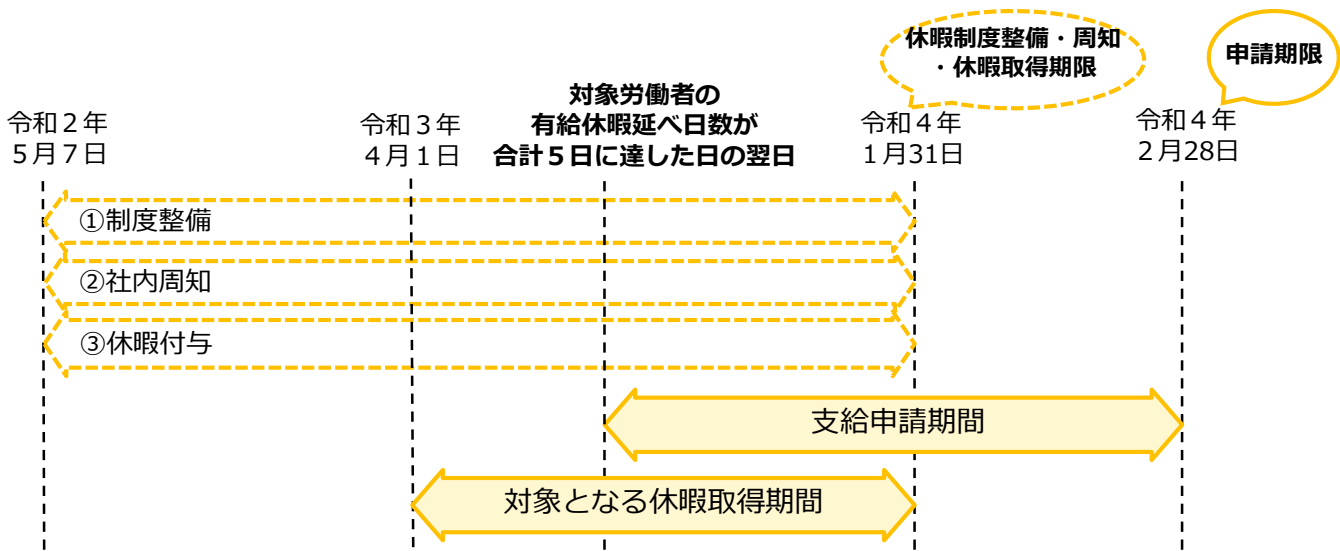 休暇制度整備・周知
・休暇取得期限
申請期限
令和２年
５月７日
令和３年
４月１日
対象労働者の
有給休暇延べ日数が
合計５日に達した日の翌日
令和４年
１月31日
令和４年
２月28日
①制度整備
②社内周知
③休暇付与
支給申請期間
対象となる休暇取得期間